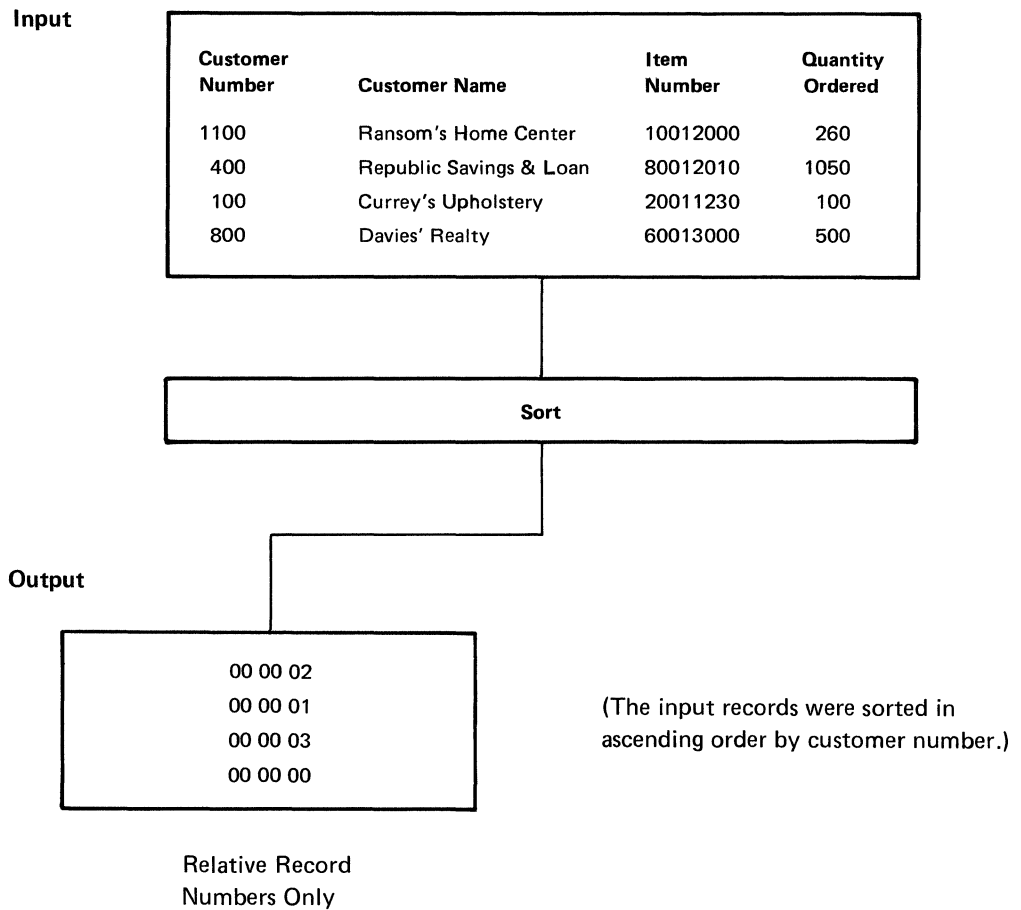 Input
Customer Number Customer Name Item Number Quantity Ordered
1100 Ransom's Home Center 10012000 260
400 Republic Savings & Loan 80012010 1050
100 Currey's Upholstery 20011230 100
800 Davies' Realty 60013000 500
Sort
Output
00 00 02
00 00 01
00 00 03
00 00 00
(The input records were sorted in
ascending order by customer number.)
Relative Record
Numbers Only